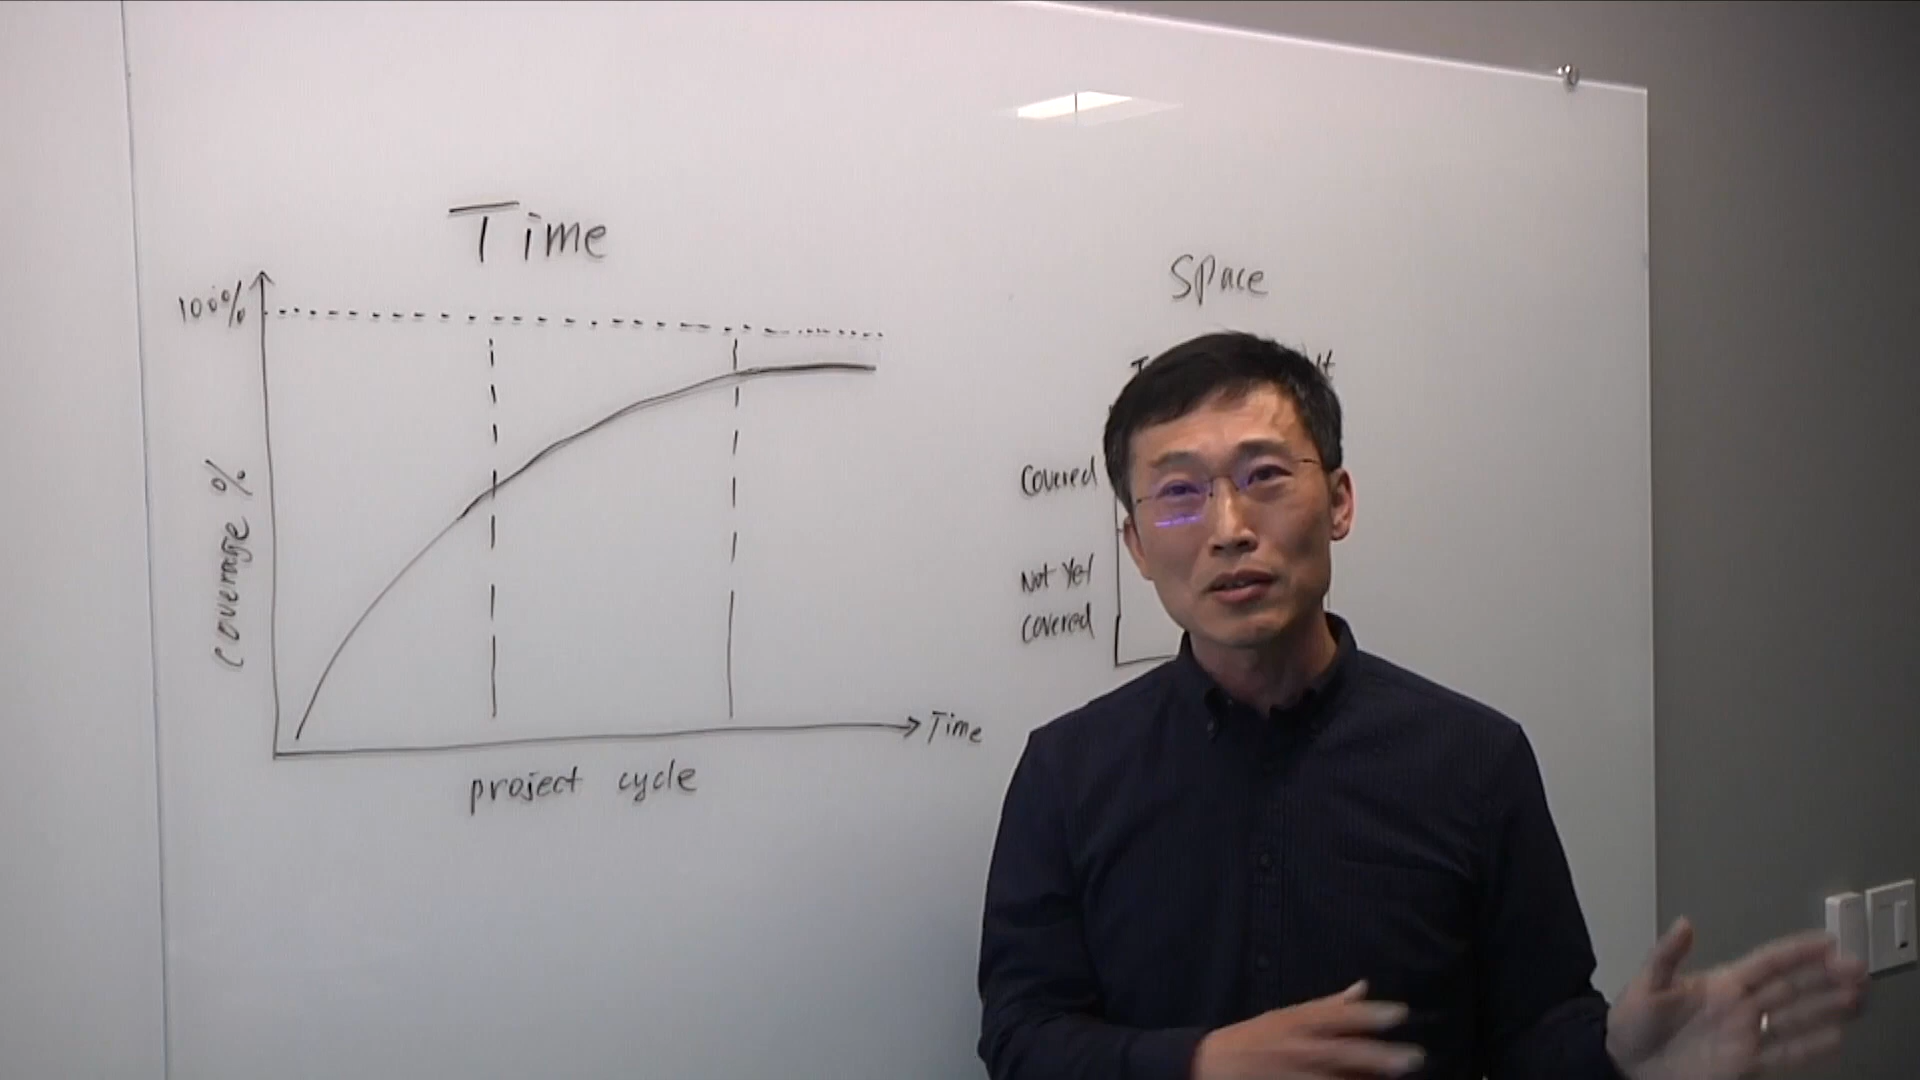 Time
100%
coverage %
Time
project cycle
Space
Covered
Not Yet
Covered